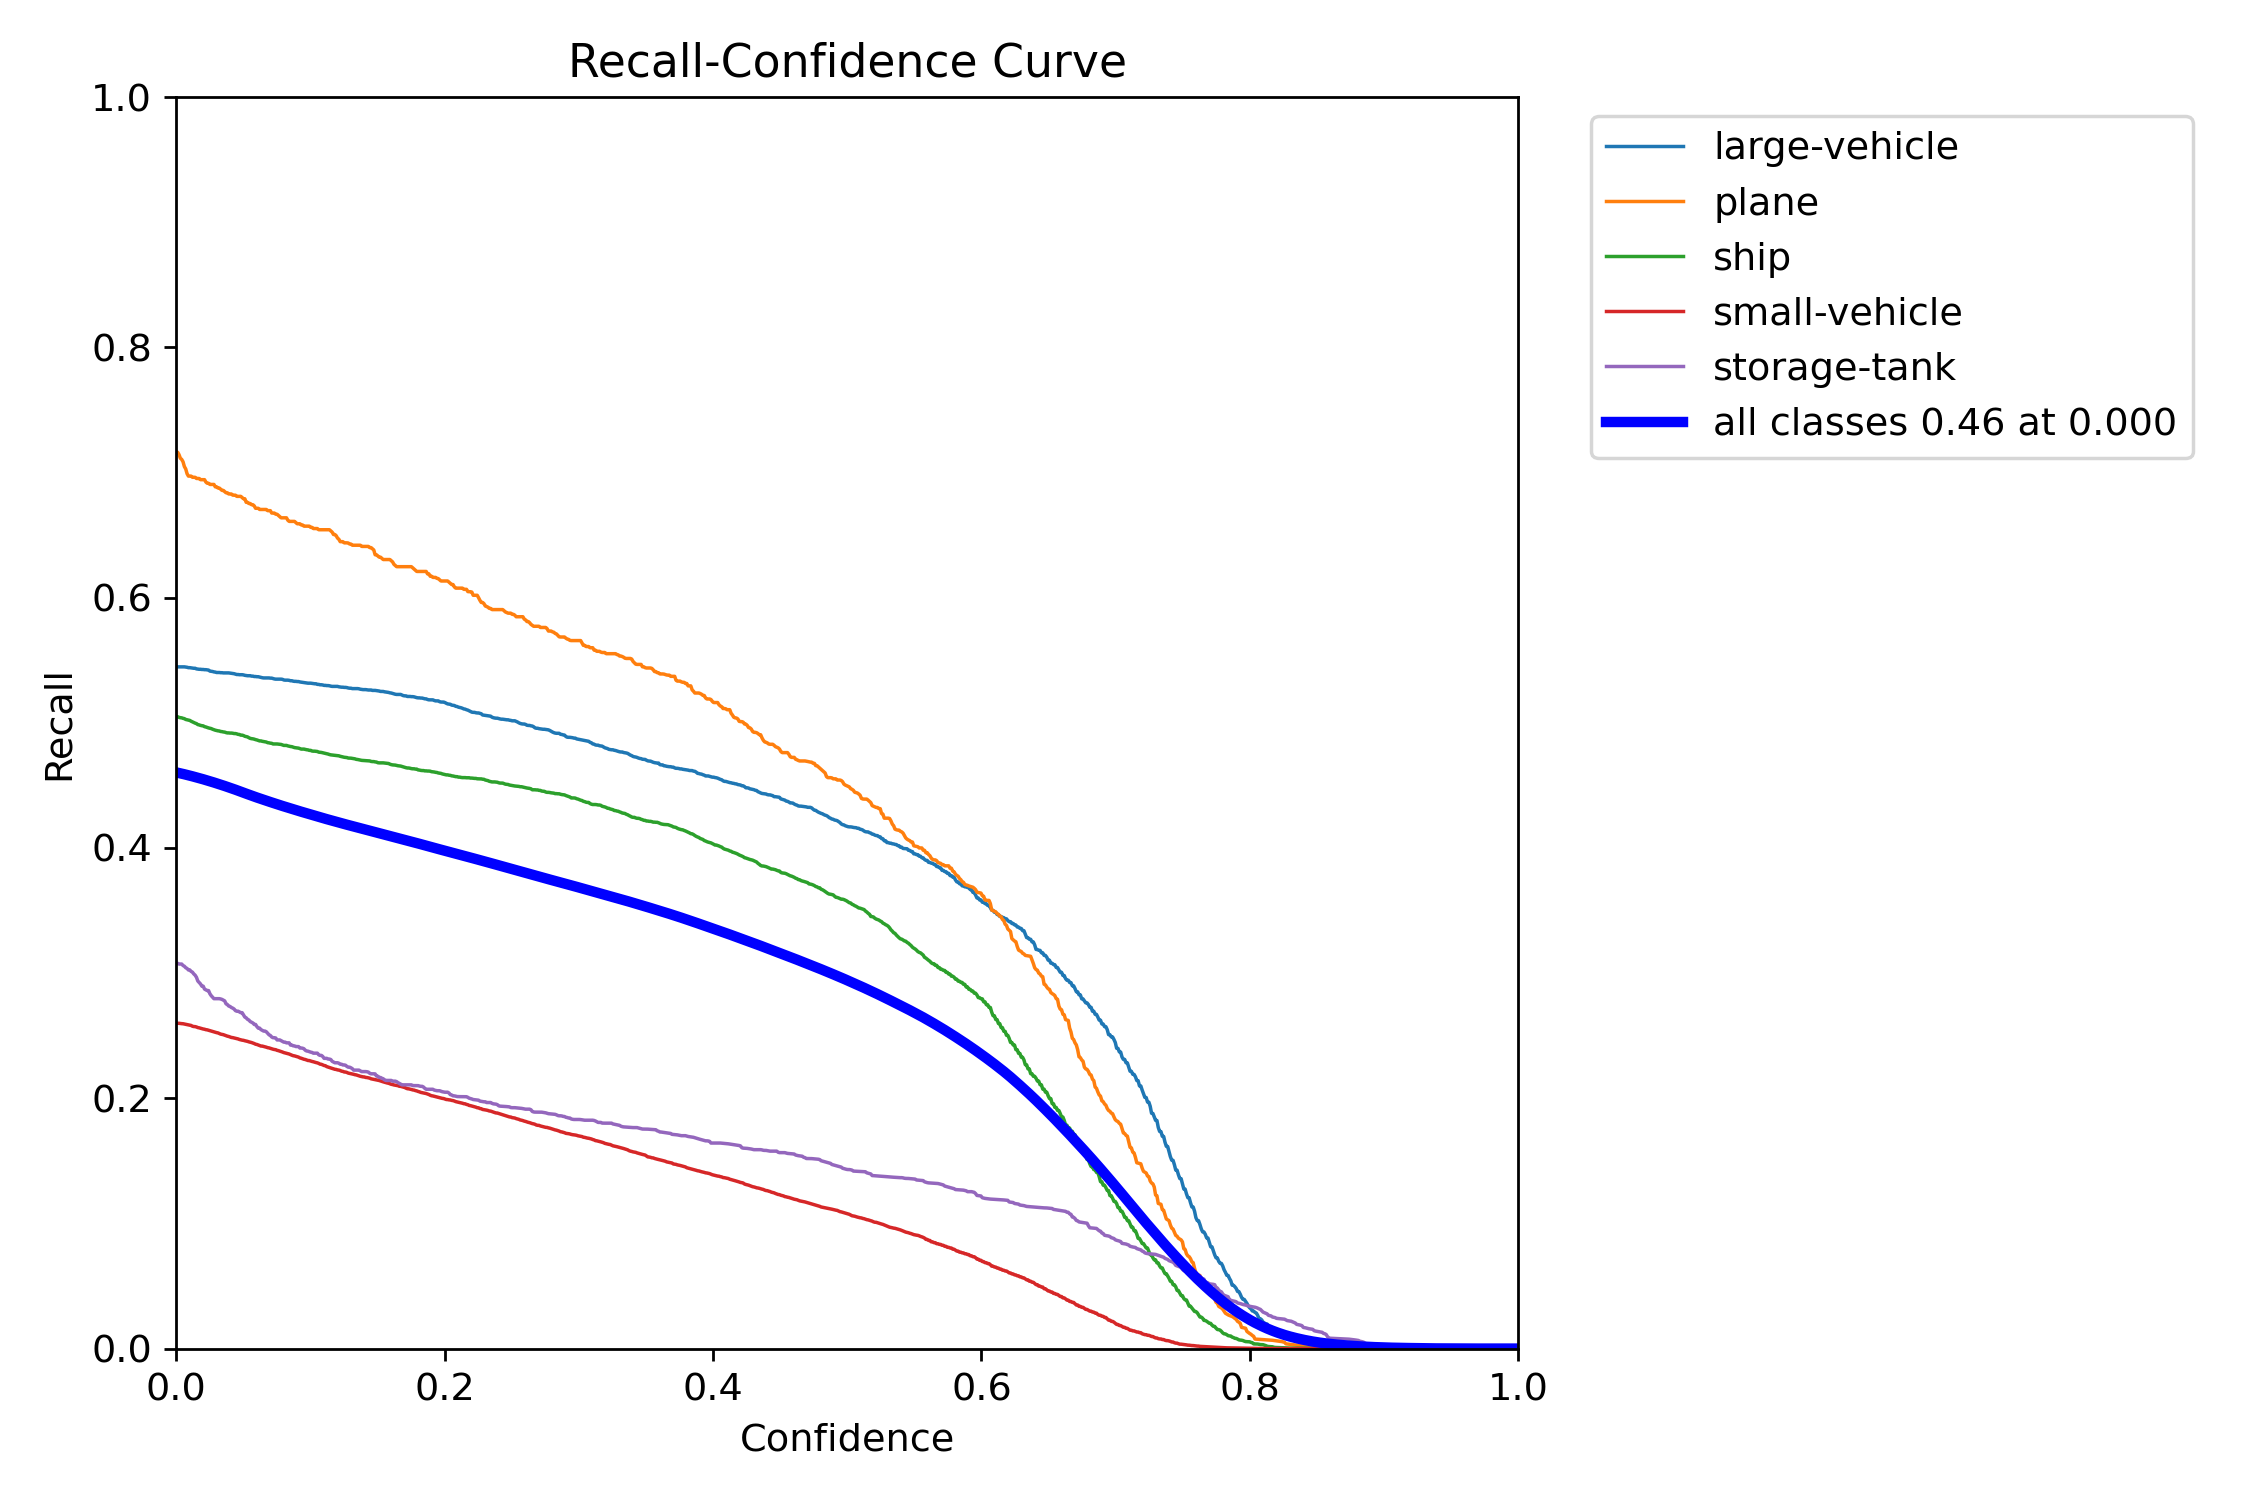 Recall-Confidence Curve
1.0
0.8
0.6
0.4
0.2
0.0
Recall
0.0 0.2 0.4 0.6 0.8 1.0
Confidence
large-vehicle
plane
ship
small-vehicle
storage-tank
all classes 0.46 at 0.000